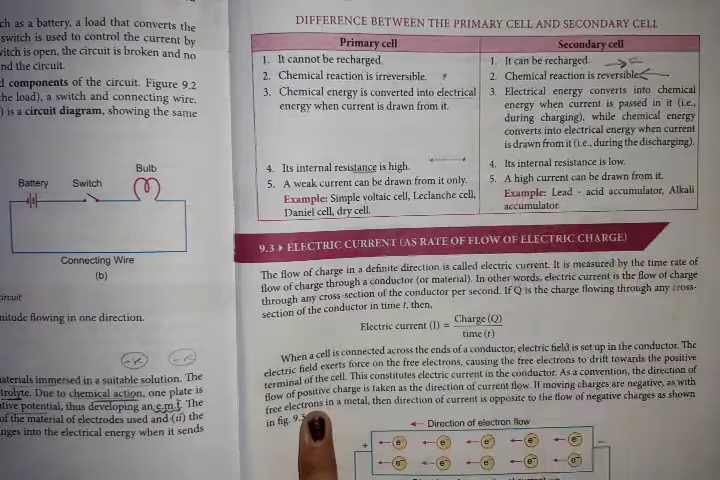 ch as a battery, a load that converts the
switch is used to control the current by
witch is open, the circuit is broken and no
nd the circuit.
d components of the circuit. Figure 9.2
he load), a switch and connecting wire.
) is a circuit diagram, showing the same
Bulb
Battery Switch
Connecting Wire
(b)
circuit
nitude flowing in one direction.
materials immersed in a suitable solution. The
trolyte. Due to chemical action, one plate is
ative potential, thus developing an e.m.f. The
of the material of electrodes used and (ii) the
nges into the electrical energy when it sends
DIFFERENCE BETWEEN THE PRIMARY CELL AND SECONDARY CELL
Primary cell
1. It cannot be recharged.
2. Chemical reaction is irreversible.
3. Chemical energy is converted into electrical
energy when current is drawn from it.
4. Its internal resistance is high.
5. A weak current can be drawn from it only.
Example: Simple voltaic cell, Leclanche cell,
Daniel cell, dry cell.
Secondary cell
1. It can be recharged.
2. Chemical reaction is reversible.
3. Electrical energy converts into chemical
energy when current is passed in it (i.e.,
during charging), while chemical energy
converts into electrical energy when current
is drawn from it (i.e., during the discharging).
4. Its internal resistance is low.
5. A high current can be drawn from it.
Example: Lead - acid accumulator, Alkali
accumulator.
9.3 ▸ ELECTRIC CURRENT (AS RATE OF FLOW OF ELECTRIC CHARGE)
The flow of charge in a definite direction is called electric current. It is measured by the time rate of
flow of charge through a conductor (or material). In other words, electric current is the flow of charge
through any cross-section of the conductor per second. If Q is the charge flowing through any cross-
section of the conductor in time t, then,
Electric current (I) = Charge (Q)
time (t)
When a cell is connected across the ends of a conductor, electric field is set up in the conductor. The
electric field exerts force on the free electrons, causing the free electrons to drift towards the positive
terminal of the cell. This constitutes electric current in the conductor. As a convention, the direction of
flow of positive charge is taken as the direction of current flow. If moving charges are negative, as with
free electrons in a metal, then direction of current is opposite to the flow of negative charges as shown
in fig. 9.3
← Direction of electron flow
+ e⁻ e⁻ e⁻ e⁻ e⁻ −
e⁻ e⁻ e⁻ e⁻ e⁻